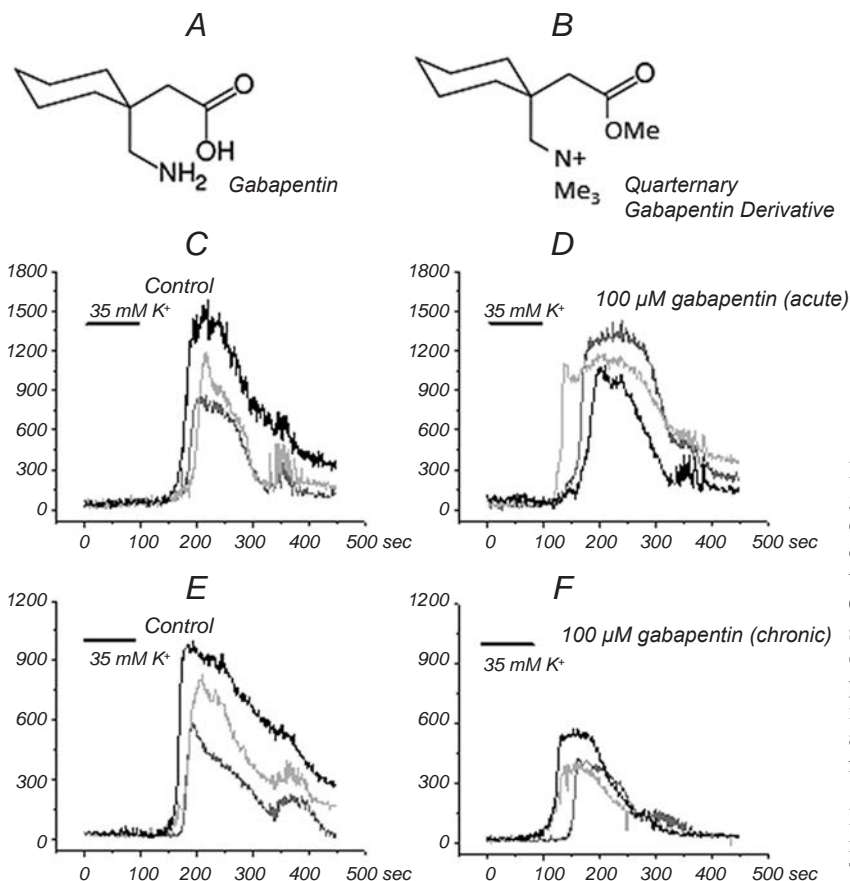 A
B
O
OH
NH₂
Gabapentin
O
OMe
N+
Me₃
Quarternary
Gabapentin Derivative
C
D
1800
1500
1200
900
600
300
0
Control
35 mM K⁺
0 100 200 300 400 500 sec
1800
1500
1200
900
600
300
0
100 µM gabapentin (acute)
35 mM K⁺
0 100 200 300 400 500 sec
E
F
1200
900
600
300
0
Control
35 mM K⁺
0 100 200 300 400 500 sec
1200
900
600
300
0
100 µM gabapentin (chronic)
35 mM K⁺
0 100 200 300 400 500 sec